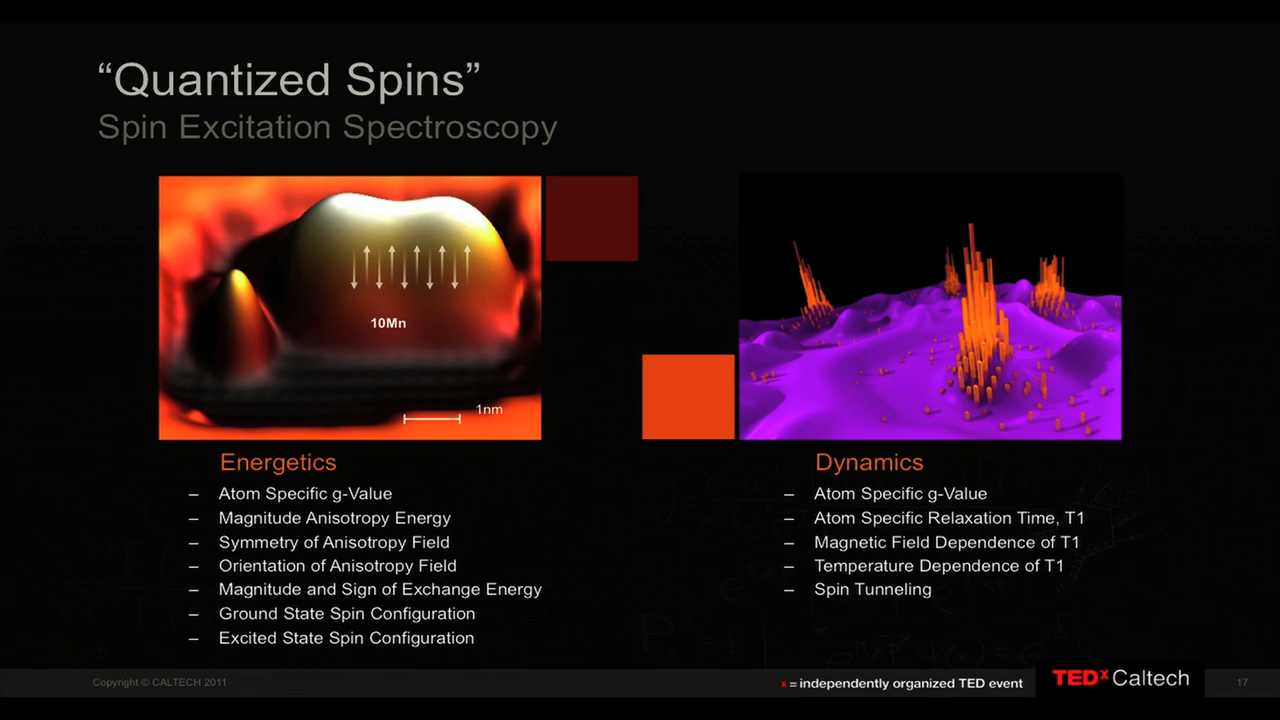 “Quantized Spins”
Spin Excitation Spectroscopy
10Mn
1nm
Energetics
– Atom Specific g-Value
– Magnitude Anisotropy Energy
– Symmetry of Anisotropy Field
– Orientation of Anisotropy Field
– Magnitude and Sign of Exchange Energy
– Ground State Spin Configuration
– Excited State Spin Configuration
Dynamics
– Atom Specific g-Value
– Atom Specific Relaxation Time, T1
– Magnetic Field Dependence of T1
– Temperature Dependence of T1
– Spin Tunneling
Copyright © CALTECH 2011
x = independently organized TED event
TEDx Caltech
17